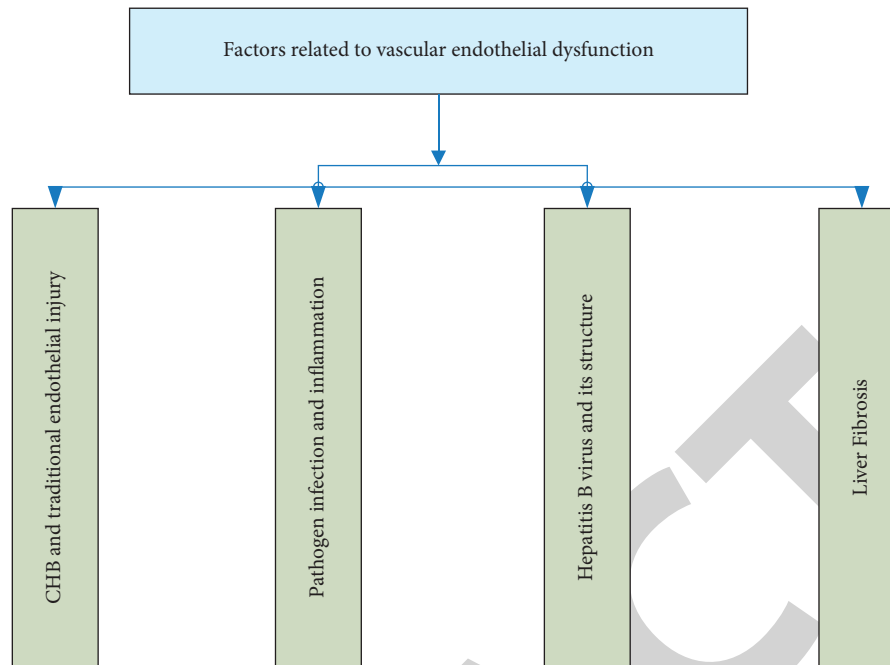 Factors related to vascular endothelial dysfunction
CHB and traditional endothelial injury
Pathogen infection and inflammation
Hepatitis B virus and its structure
Liver Fibrosis
CT